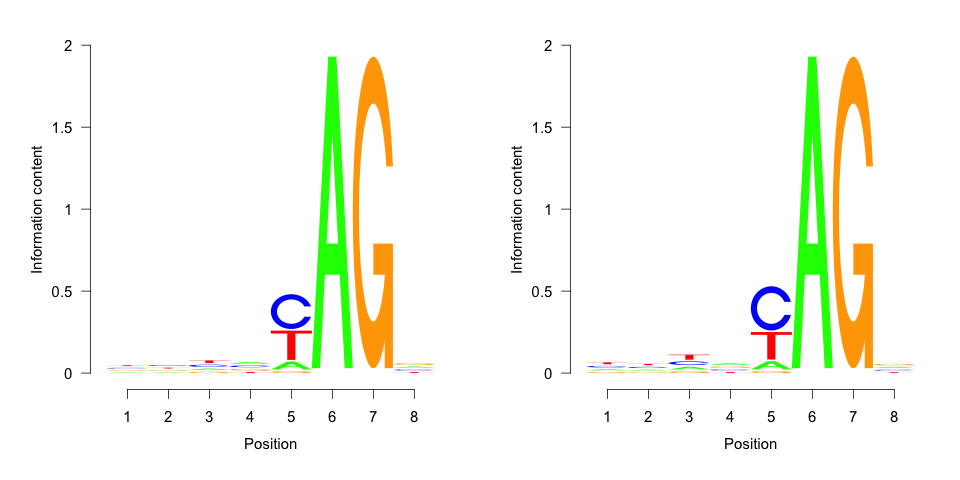 2
1.5
1
0.5
0
Information content
C
T
A
A
G
1 2 3 4 5 6 7 8
Position
2
1.5
1
0.5
0
Information content
C
T
A
A
G
1 2 3 4 5 6 7 8
Position